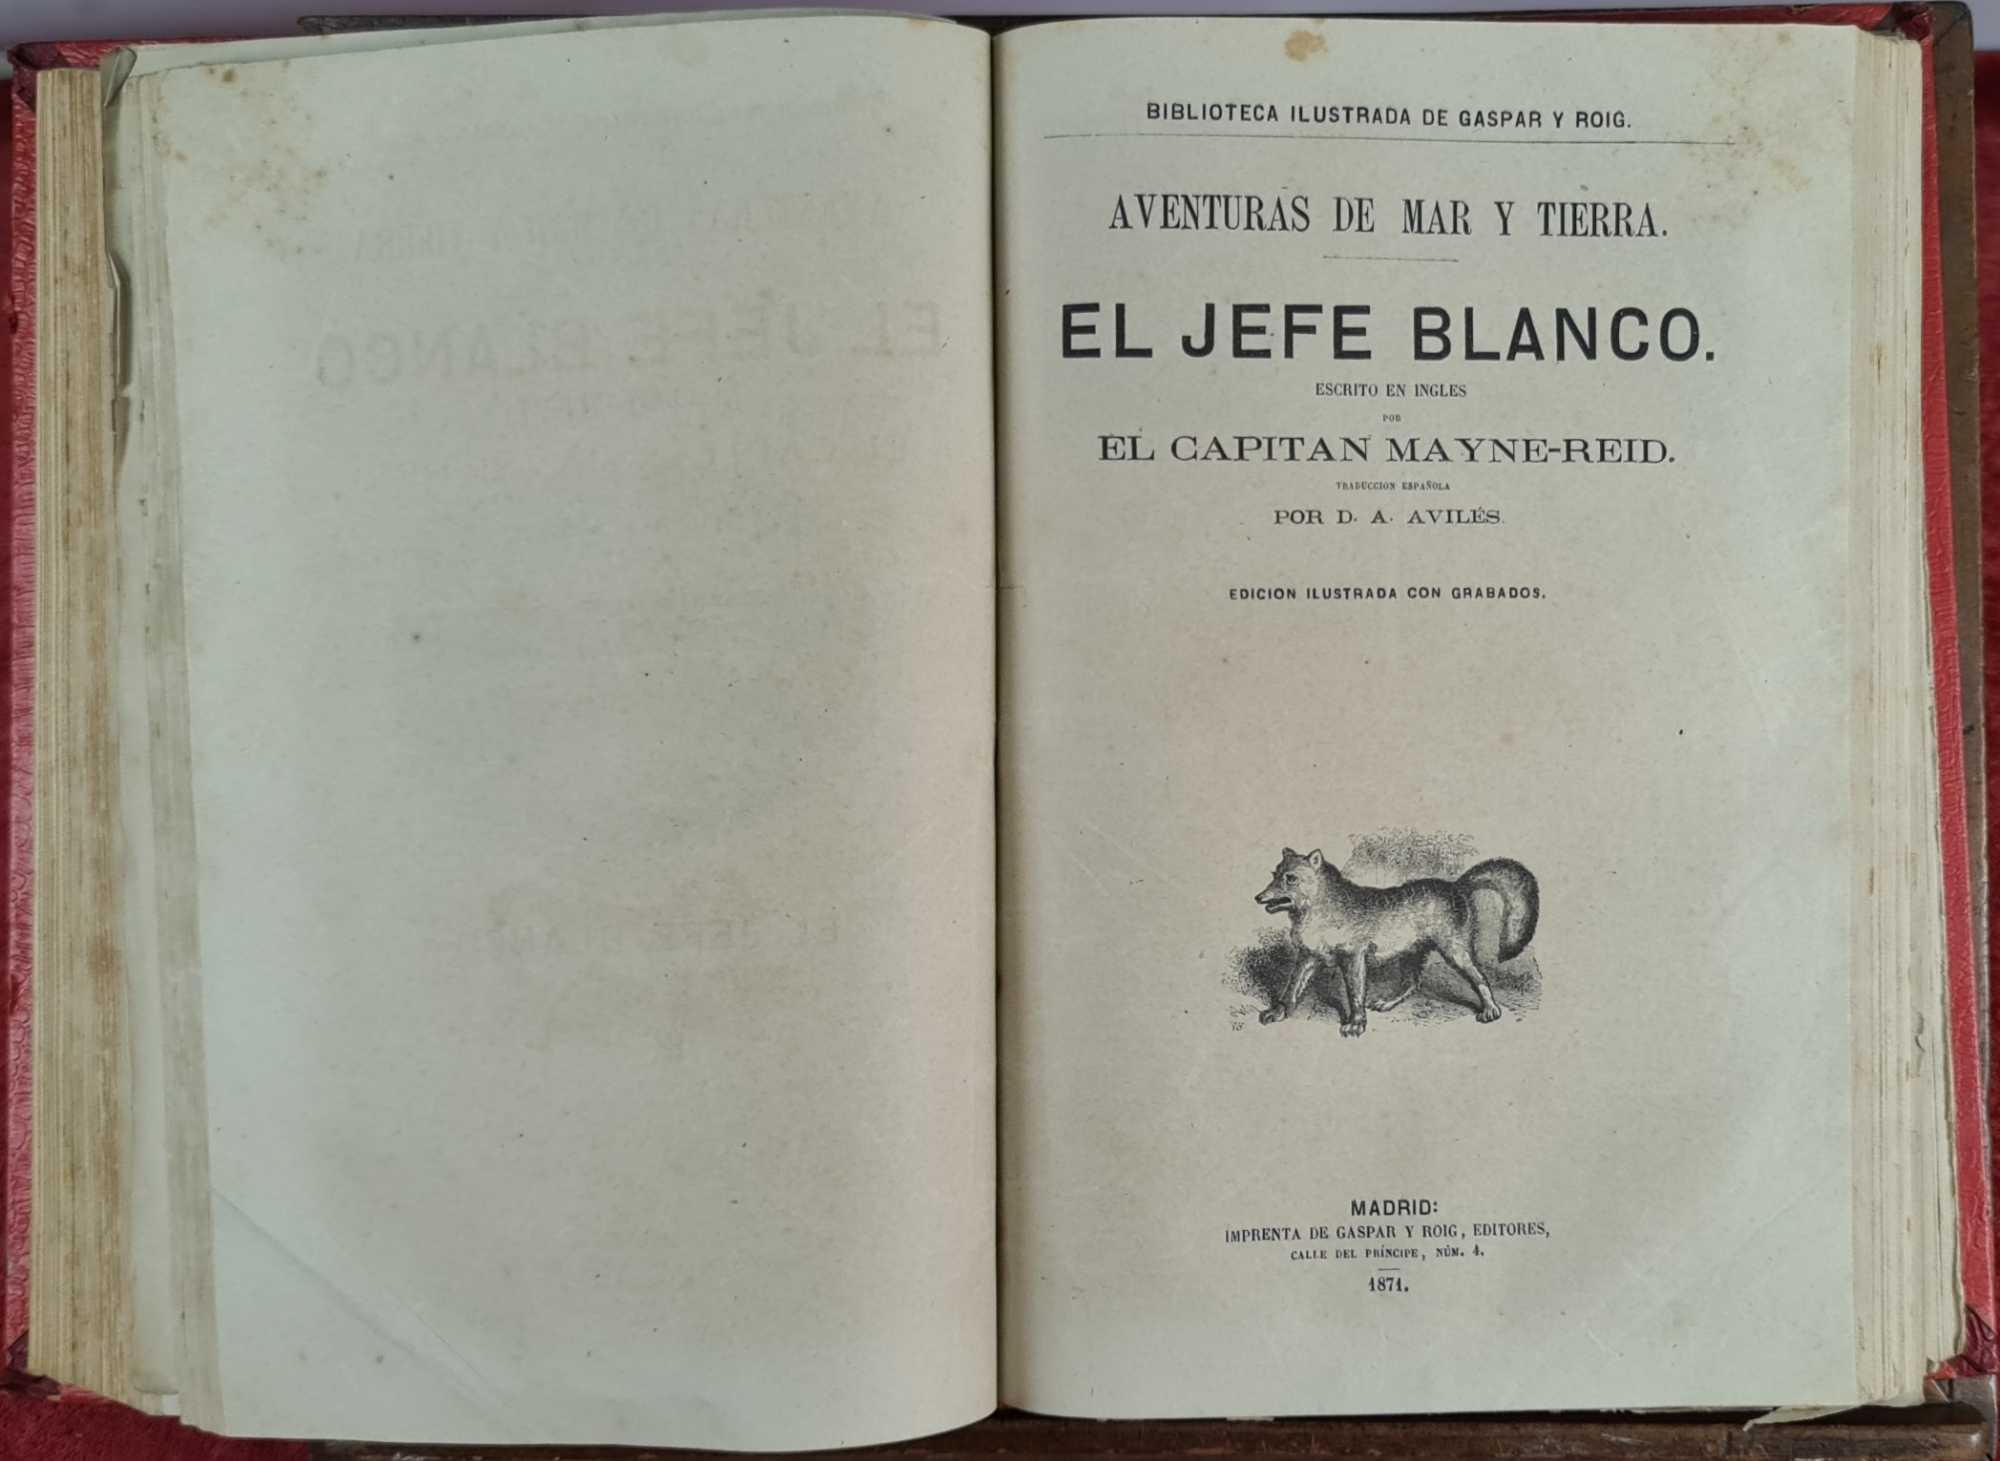 BIBLIOTECA ILUSTRADA DE GASPAR Y ROIG.
AVENTURAS DE MAR Y TIERRA.
EL JEFE BLANCO.
ESCRITO EN INGLES
POR
EL CAPITAN MAYNE-REID.
TRADUCCION ESPAÑOLA
POR D. A. AVILÉS.
EDICION ILUSTRADA CON GRABADOS.
MADRID:
IMPRENTA DE GASPAR Y ROIG, EDITORES,
CALLE DEL PRÍNCIPE, NÚM. 4.
1871.